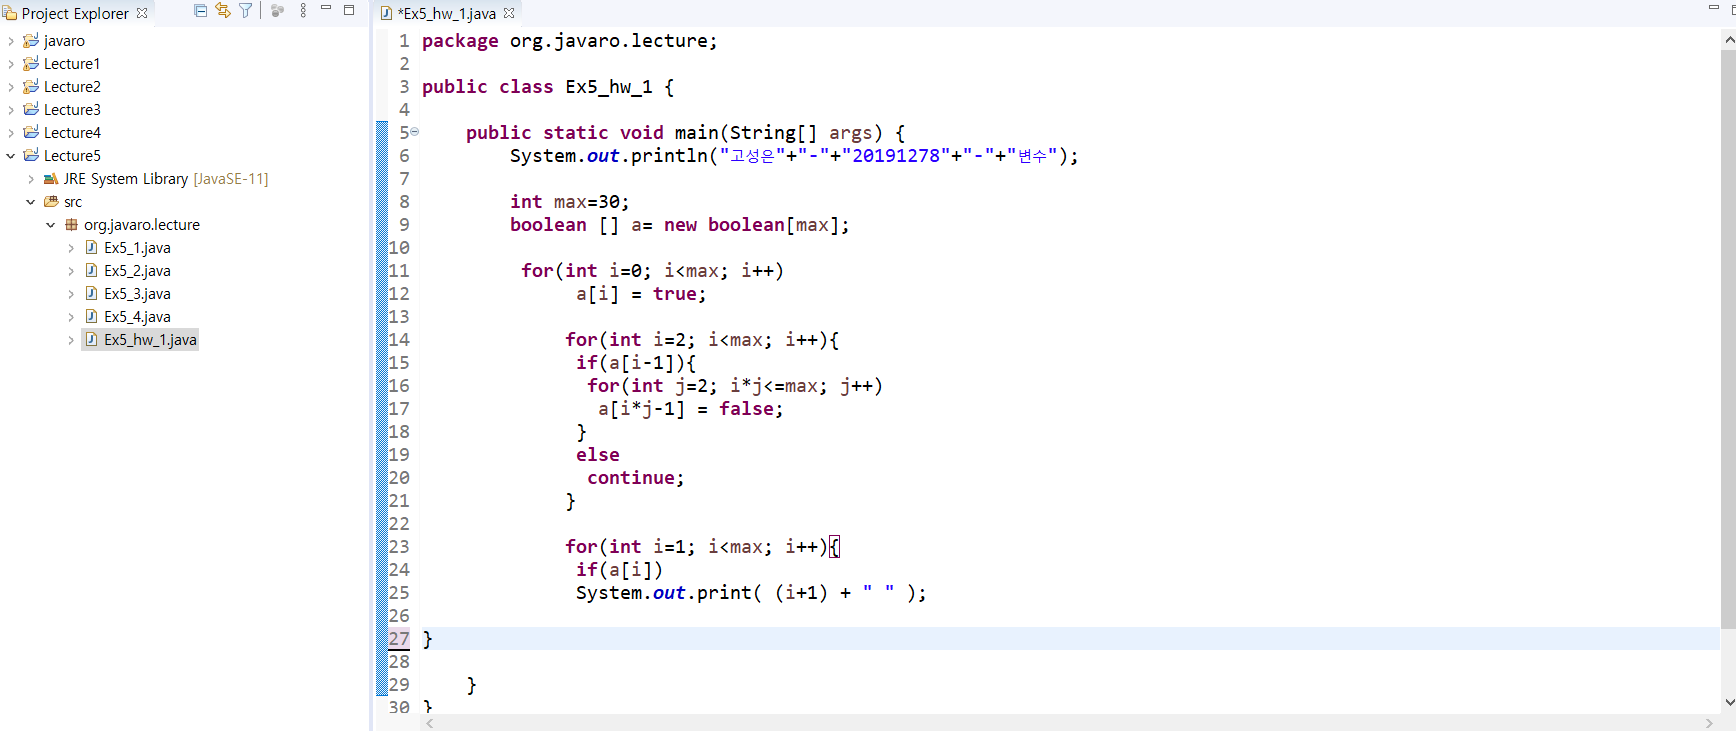 Project Explorer
javaro
Lecture1
Lecture2
Lecture3
Lecture4
Lecture5
JRE System Library [JavaSE-11]
src
org.javaro.lecture
Ex5_1.java
Ex5_2.java
Ex5_3.java
Ex5_4.java
Ex5_hw_1.java
*Ex5_hw_1.java
1 package org.javaro.lecture;
2
3 public class Ex5_hw_1 {
4
5     public static void main(String[] args) {
6         System.out.println("고성은"+"-"+"20191278"+"-"+"변수");
7
8         int max=30;
9         boolean [] a= new boolean[max];
10
11          for(int i=0; i<max; i++)
12               a[i] = true;
13
14              for(int i=2; i<max; i++){
15               if(a[i-1]){
16                for(int j=2; i*j<=max; j++)
17                 a[i*j-1] = false;
18               }
19               else
20                continue;
21              }
22
23              for(int i=1; i<max; i++){
24               if(a[i])
25               System.out.print( (i+1) + " " );
26
27 }
28
29     }
30 }